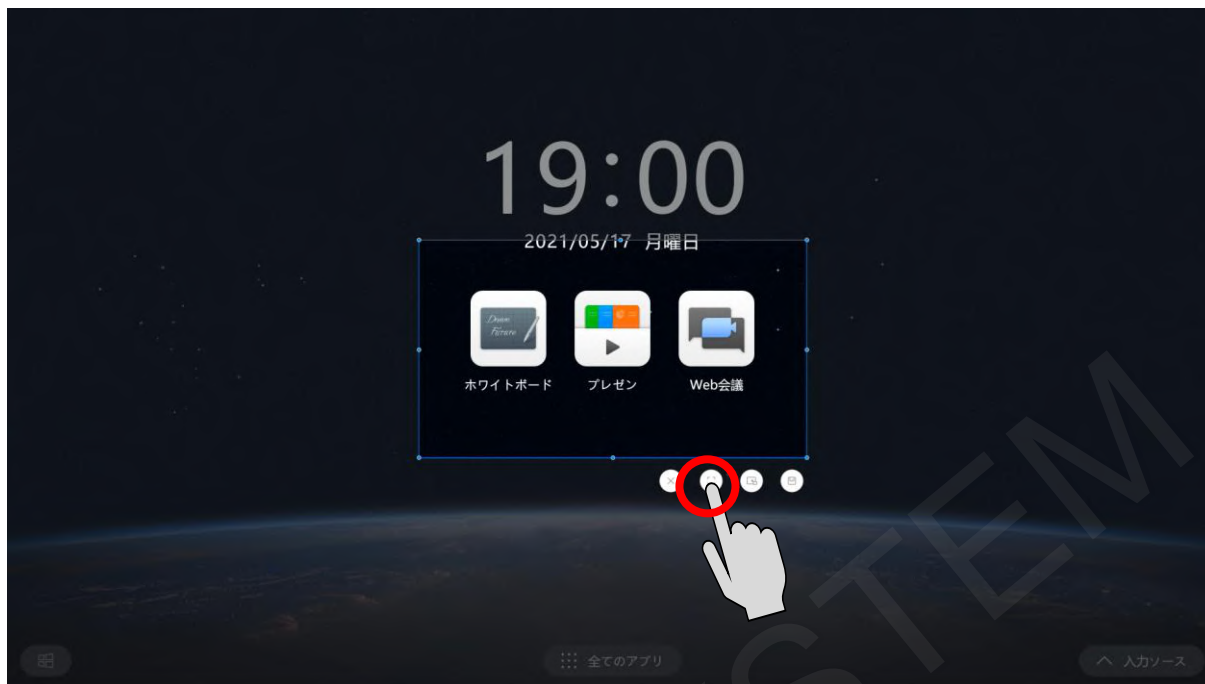 19:00
2021/05/17 月曜日
Dream
ホワイトボード
プレゼン
Web会議
全てのアプリ
入力ソース
STEM